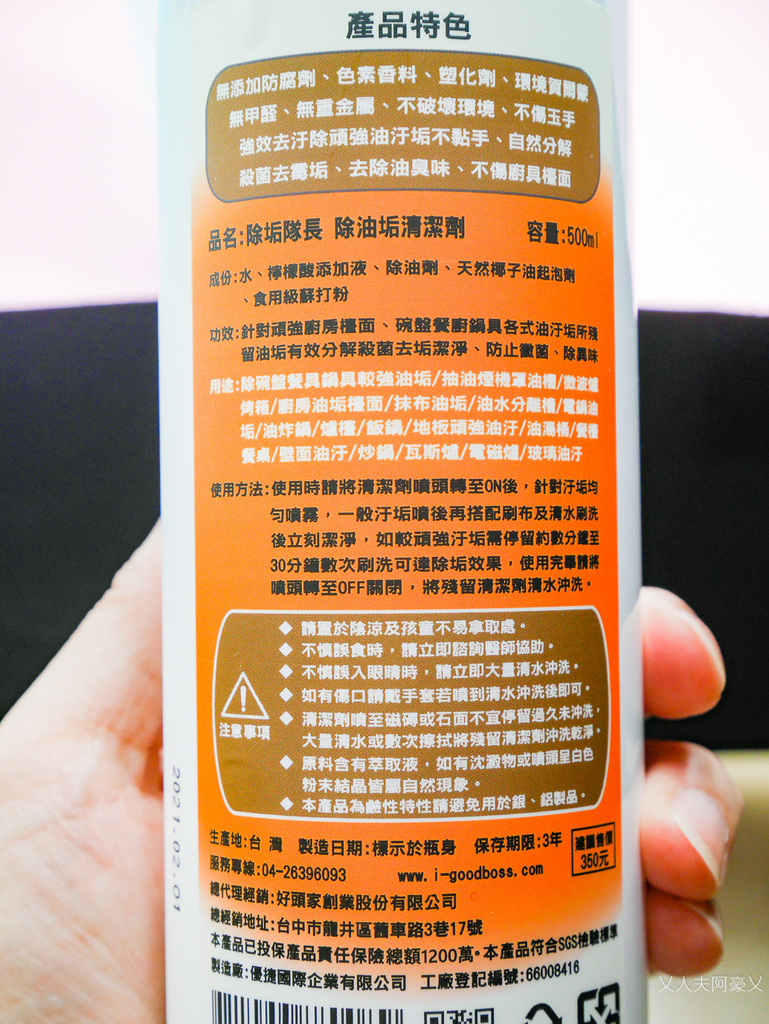 產品特色
無添加防腐劑、色素香料、塑化劑、環境賀爾蒙
無甲醛、無重金屬、不破壞環境、不傷玉手
強效去汙除頑強油汙垢不黏手、自然分解
殺菌去霉垢、去除油臭味、不傷廚具檯面
品名:除垢隊長 除油垢清潔劑 容量:500ml
成份:水、檸檬酸添加液、除油劑、天然椰子油起泡劑
、食用級蘇打粉
功效:針對頑強廚房檯面、碗盤餐廚鍋具各式油汙垢所殘
留油垢有效分解殺菌去垢潔淨、防止黴菌、除異味
用途:除碗盤餐具鍋具較強油垢/抽油煙機罩油槽/微波爐
烤箱/廚房油垢檯面/抹布油垢/油水分離槽/電鍋油
垢/油炸鍋/爐檯/飯鍋/地板頑強油汙/油湯桶/餐檯
餐桌/壁面油汙/炒鍋/瓦斯爐/電磁爐/玻璃油汙
使用方法:使用時請將清潔劑噴頭轉至ON後，針對汙垢均
勻噴霧，一般汙垢噴後再搭配刷布及清水刷洗
後立刻潔淨，如較頑強汙垢需停留約數分鐘至
30分鐘數次刷洗可達除垢效果，使用完畢請將
噴頭轉至OFF關閉，將殘留清潔劑清水沖洗。
注意事項
◆ 請置於陰涼及孩童不易拿取處。
◆ 不慎誤食時，請立即諮詢醫師協助。
◆ 不慎誤入眼睛時，請立即大量清水沖洗。
◆ 如有傷口請戴手套若噴到清水沖洗後即可。
◆ 清潔劑噴至磁磚或石面不宜停留過久未沖洗，
大量清水或數次擦拭將殘留清潔劑沖洗乾淨。
◆ 原料含有萃取液，如有沈澱物或噴頭呈白色
粉末結晶皆屬自然現象。
◆ 本產品為鹼性特性請避免用於銀、鋁製品。
生產地:台 灣 製造日期:標示於瓶身 保存期限:3年
建議售價
350元
服務專線:04-26396093 www.i-goodboss.com
總代理經銷:好頭家創業股份有限公司
總經銷地址:台中市龍井區舊車路3巷17號
本產品已投保產品責任保險總額1200萬。本產品符合SGS檢驗標準
製造廠:優捷國際企業有限公司 工廠登記編號:66008416
2021.02.01
乂人夫阿豪乂